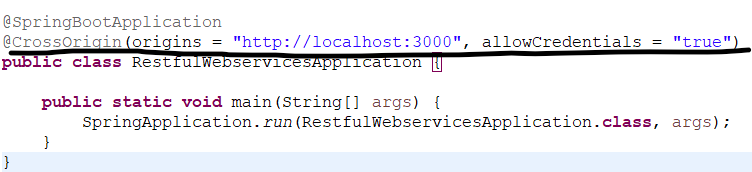 @SpringBootApplication
@CrossOrigin(origins = "http://localhost:3000", allowCredentials = "true")
public class RestfulWebservicesApplication {
public static void main(String[] args) {
SpringApplication.run(RestfulWebservicesApplication.class, args);
}
}